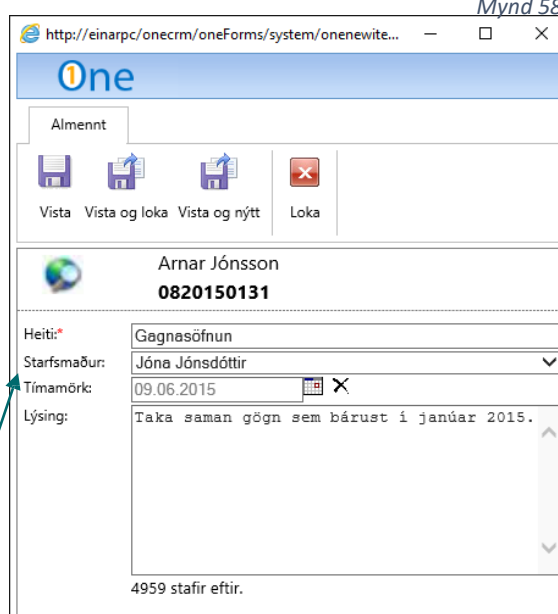 Mynd 58
http://einarpc/onecrm/oneForms/system/onenewite...
One
Almennt
Vista Vista og loka Vista og nýtt Loka
Arnar Jónsson
0820150131
Heiti:* Gagnasöfnun
Starfsmaður: Jóna Jónsdóttir
Tímamörk: 09.06.2015
Lýsing: Taka saman gögn sem bárust í janúar 2015.
4959 stafir eftir.